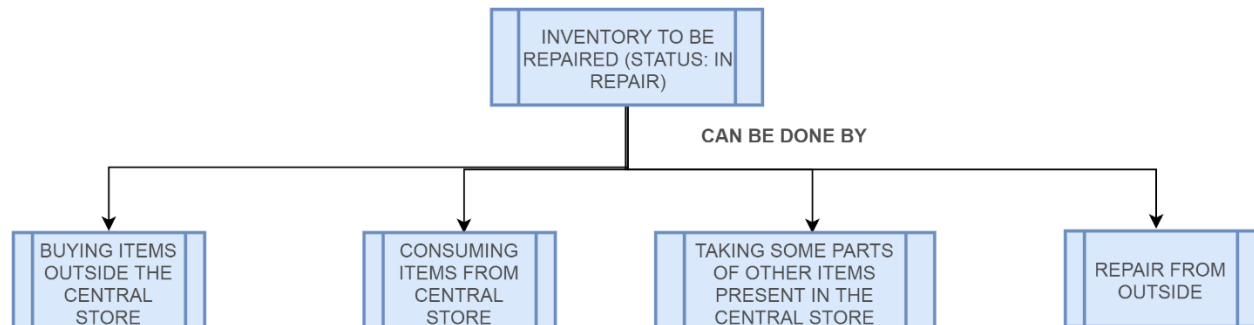 INVENTORY TO BE
REPAIRED (STATUS: IN
REPAIR)
CAN BE DONE BY
BUYING ITEMS
OUTSIDE THE
CENTRAL
STORE
CONSUMING
ITEMS FROM
CENTRAL
STORE
TAKING SOME PARTS
OF OTHER ITEMS
PRESENT IN THE
CENTRAL STORE
REPAIR FROM
OUTSIDE